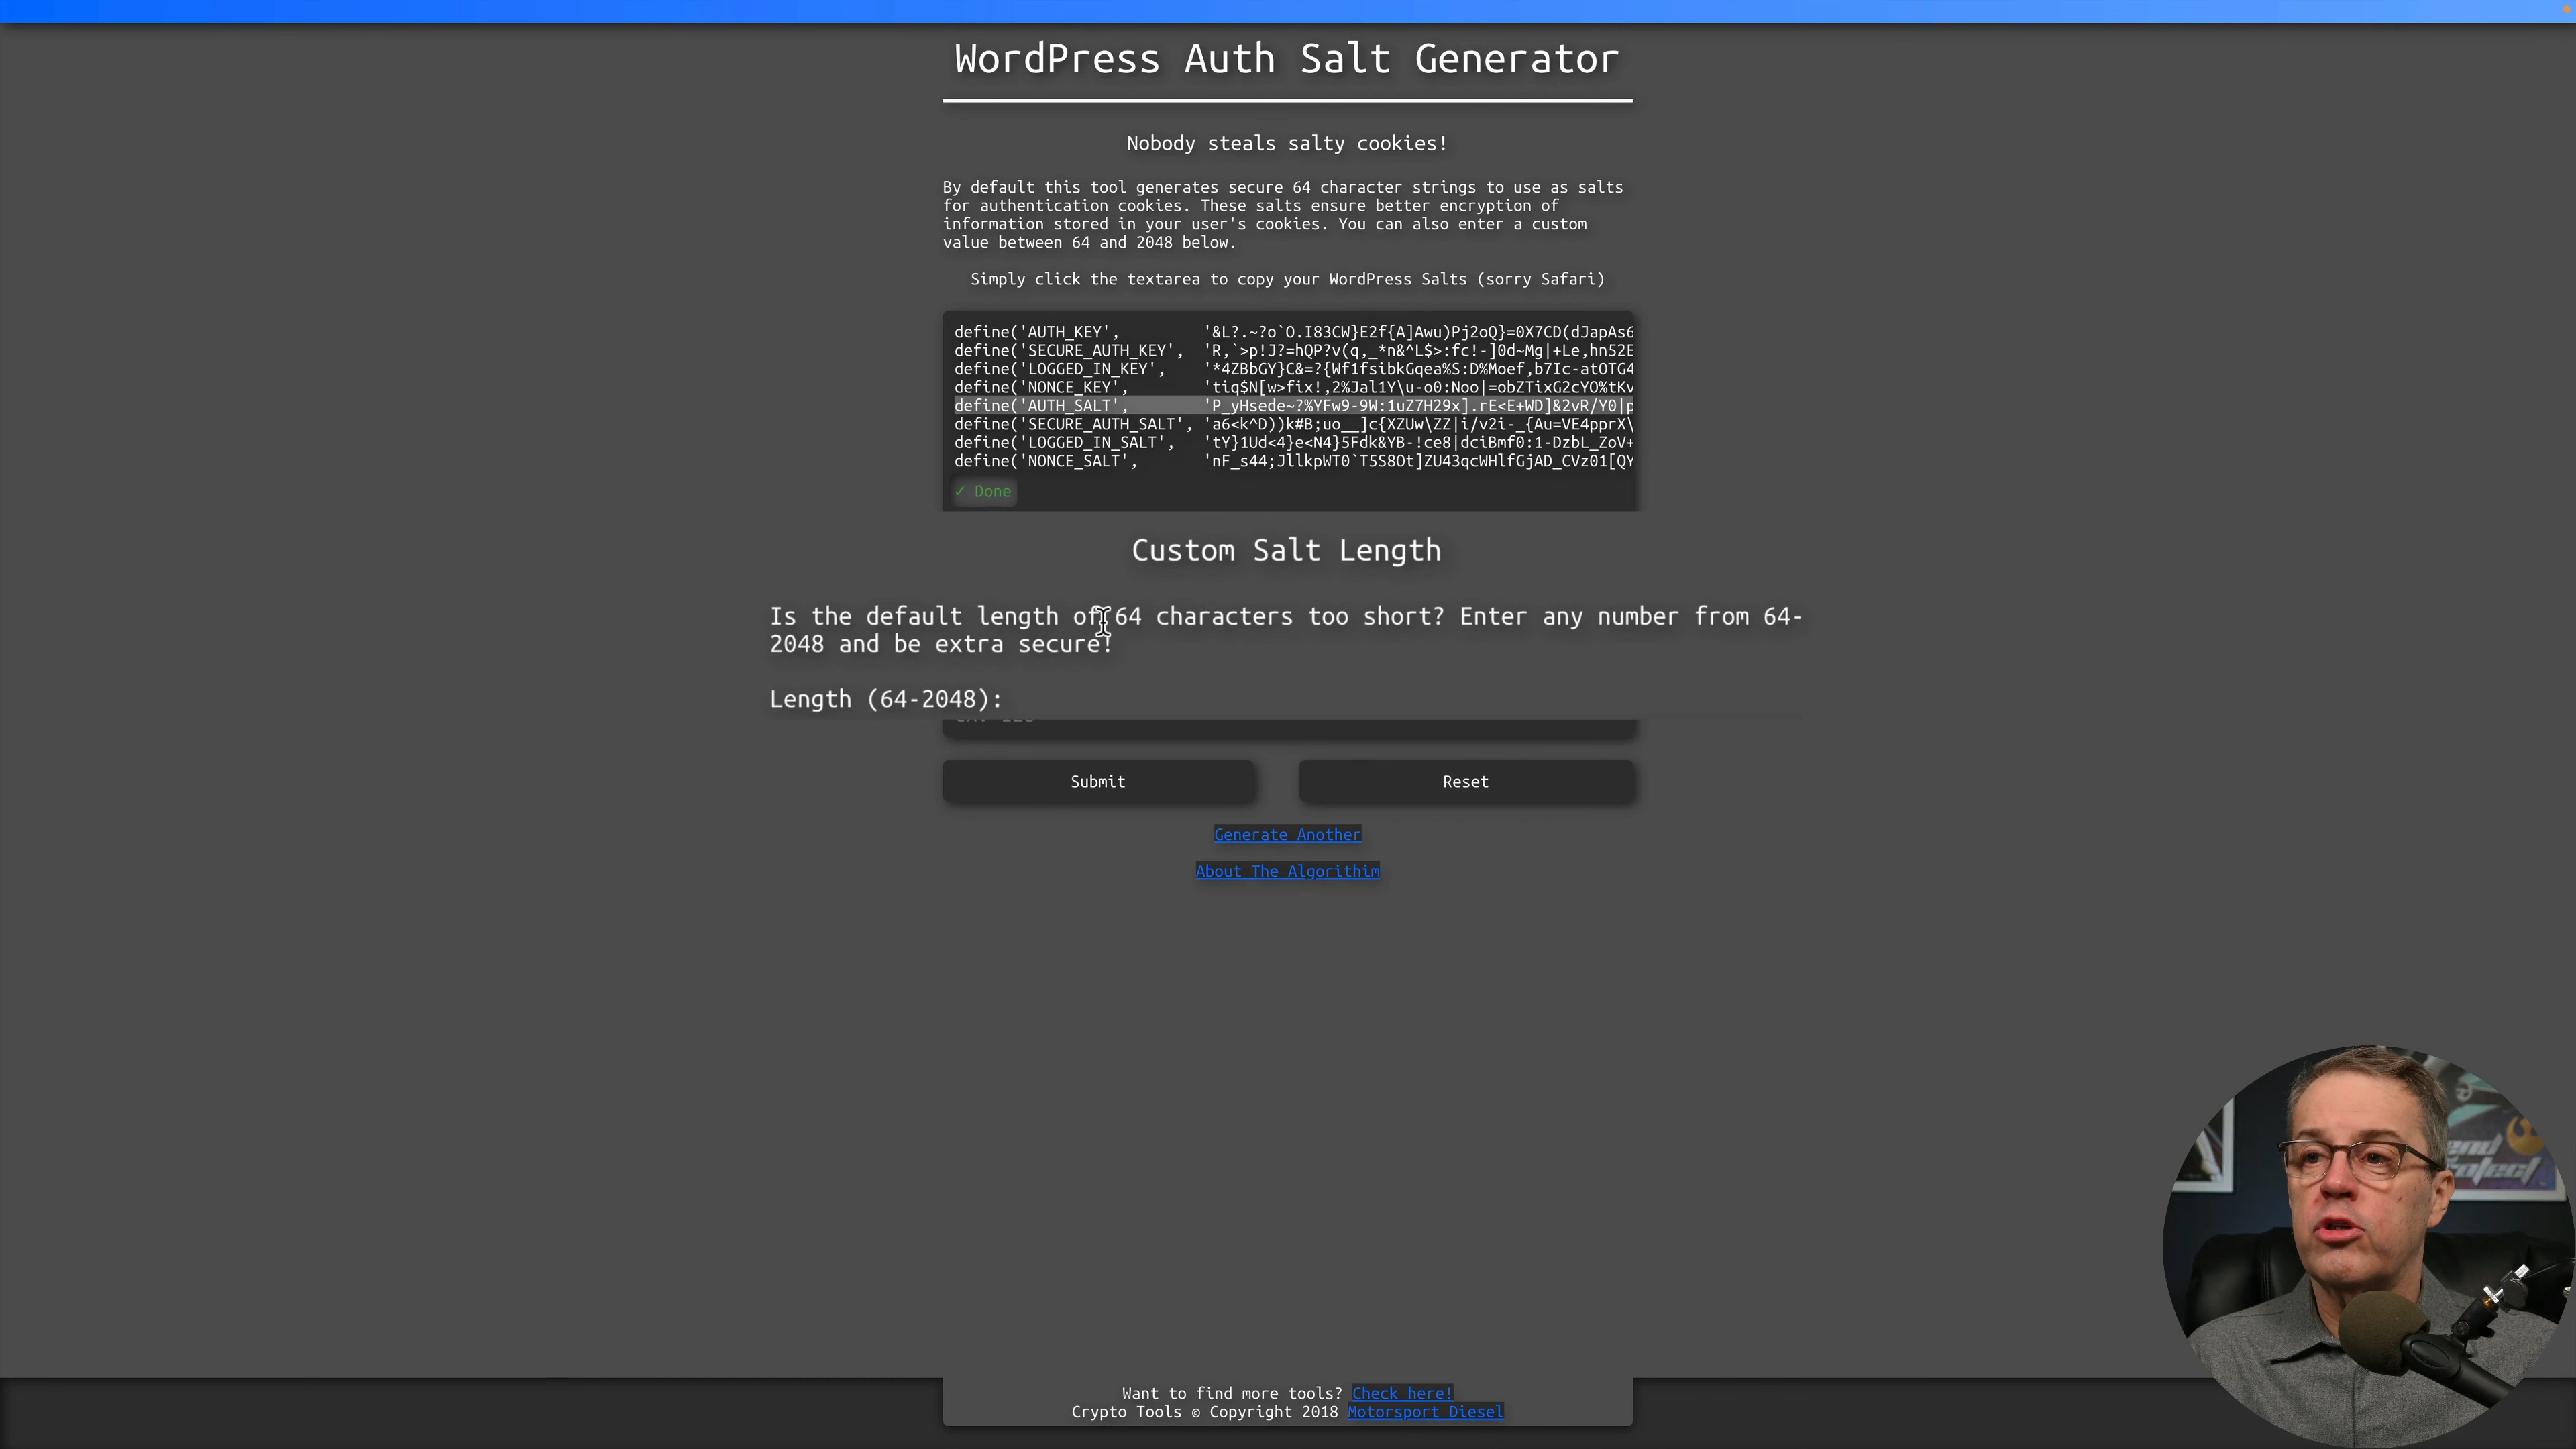 WordPress Auth Salt Generator
Nobody steals salty cookies!
By default this tool generates secure 64 character strings to use as salts
for authentication cookies. These salts ensure better encryption of
information stored in your user's cookies. You can also enter a custom
value between 64 and 2048 below.
Simply click the textarea to copy your WordPress Salts (sorry Safari)
define('AUTH_KEY', '&L?.~?o`O.I83CW}E2f{A]Awu)Pj2oQ}=0X7CD(dJapAs6
define('SECURE_AUTH_KEY', 'R,`>p!J?=hQP?v(q,_*n&^L$>:fc!-]0d~Mg|+Le,hn52E
define('LOGGED_IN_KEY', '*4ZBbGY}C&=?{Wf1fsibkGqea%S:D%Moef,b7Ic-atOTG4
define('NONCE_KEY', 'tiq$N[w>fix!,2%Jal1Y\u-o0:Noo|=obZTixG2cYO%tKv
define('AUTH_SALT', 'P_yHsede~?%YFw9-9W:1uZ7H29x].rE<E+WD]&2vR/Y0|p
define('SECURE_AUTH_SALT', 'a6<k^D))k#B;uo__]c{XZUw\ZZ|i/v2i-_{Au=VE4pprX\
define('LOGGED_IN_SALT', 'tY}1Ud<4}e<N4}5Fdk&YB-!ce8|dciBmf0:1-DzbL_ZoV+
define('NONCE_SALT', 'nF_s44;JllkpWT0`T5S8Ot]ZU43qcWHlfGjAD_CVz01[QY
✓ Done
Custom Salt Length
Is the default length of 64 characters too short? Enter any number from 64-
2048 and be extra secure!
Length (64-2048):
Submit
Reset
Generate Another
About The Algorithim
Want to find more tools? Check here!
Crypto Tools © Copyright 2018 Motorsport Diesel